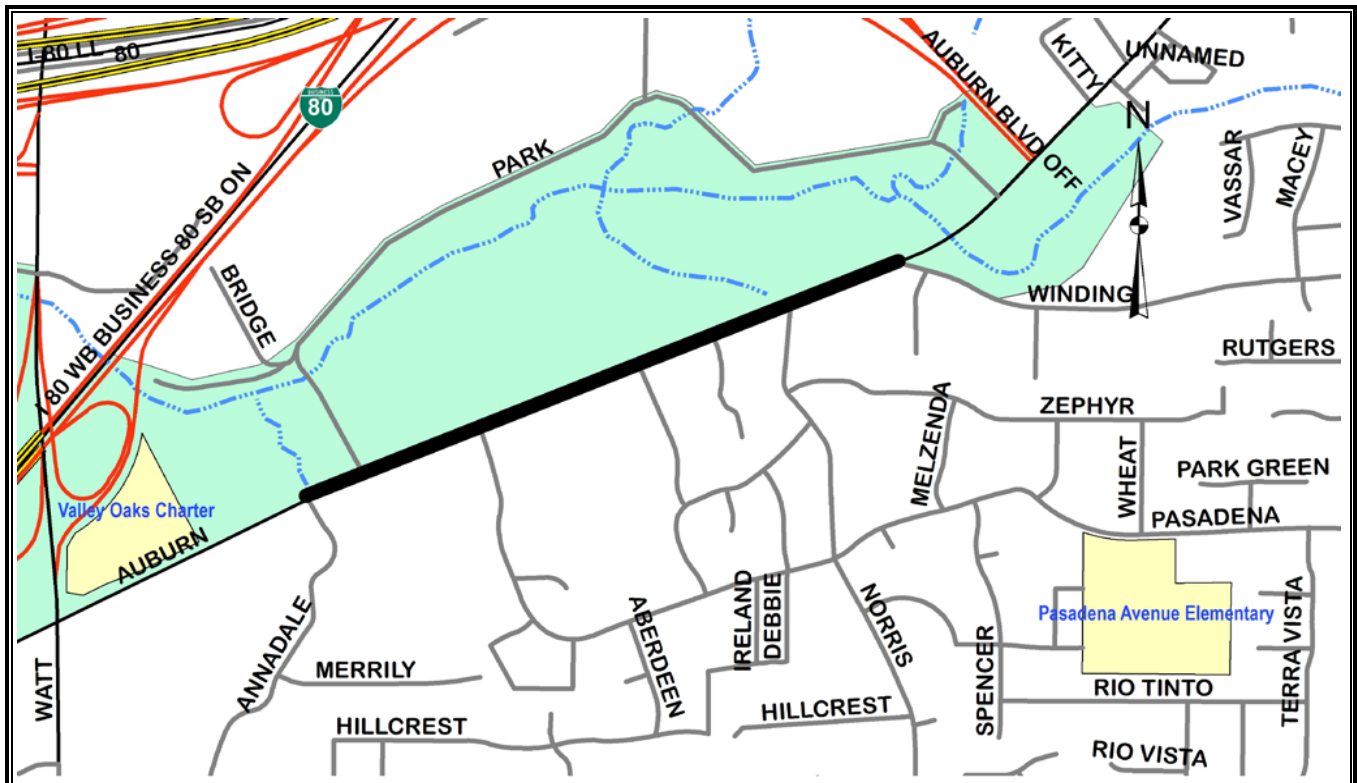 I 80 LL
80
BUSINESS
80
AUBURN BLVD OFF
KITTY
UNNAMED
N
PARK
VASSAR
MACEY
I 80 WB BUSINESS 80 SB ON
BRIDGE
WINDING
RUTGERS
MELZENDA
ZEPHYR
WHEAT
PARK GREEN
PASADENA
Valley Oaks Charter
AUBURN
ANNADALE
ABERDEEN
IRELAND
DEBBIE
NORRIS
SPENCER
Pasadena Avenue Elementary
TERRA VISTA
WATT
MERRILY
HILLCREST
HILLCREST
RIO TINTO
RIO VISTA